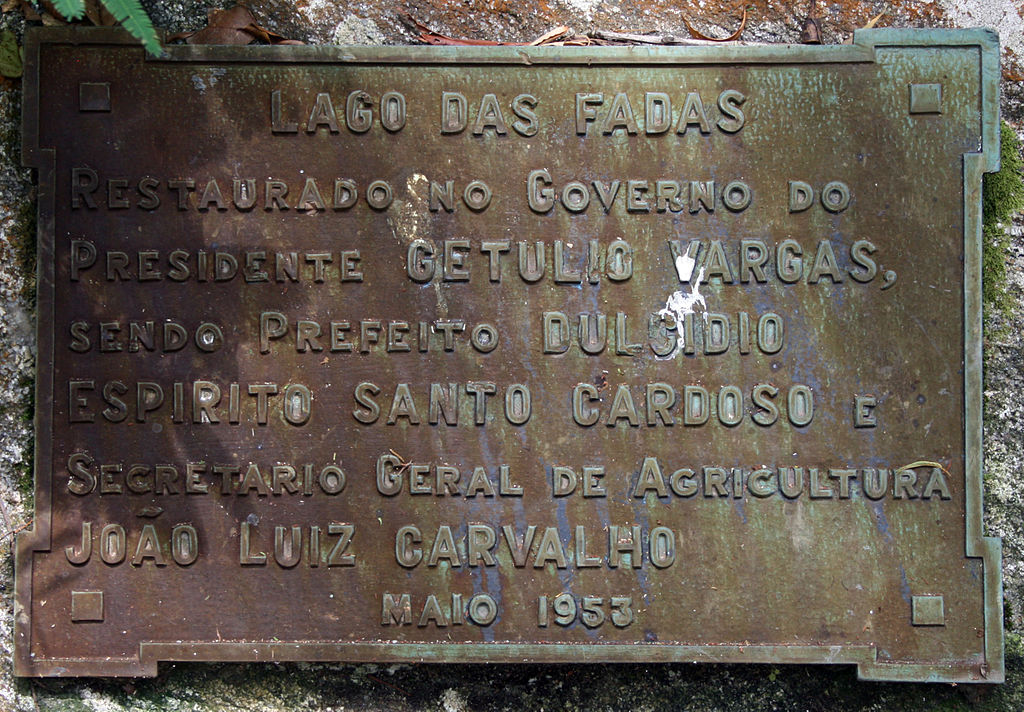 LAGO DAS FADAS
RESTAURADO NO GOVERNO DO
PRESIDENTE GETULIO VARGAS,
SENDO PREFEITO DULCIDIO
ESPIRITO SANTO CARDOSO E
SECRETARIO GERAL DE AGRICULTURA
JOÃO LUIZ CARVALHO
MAIO 1953